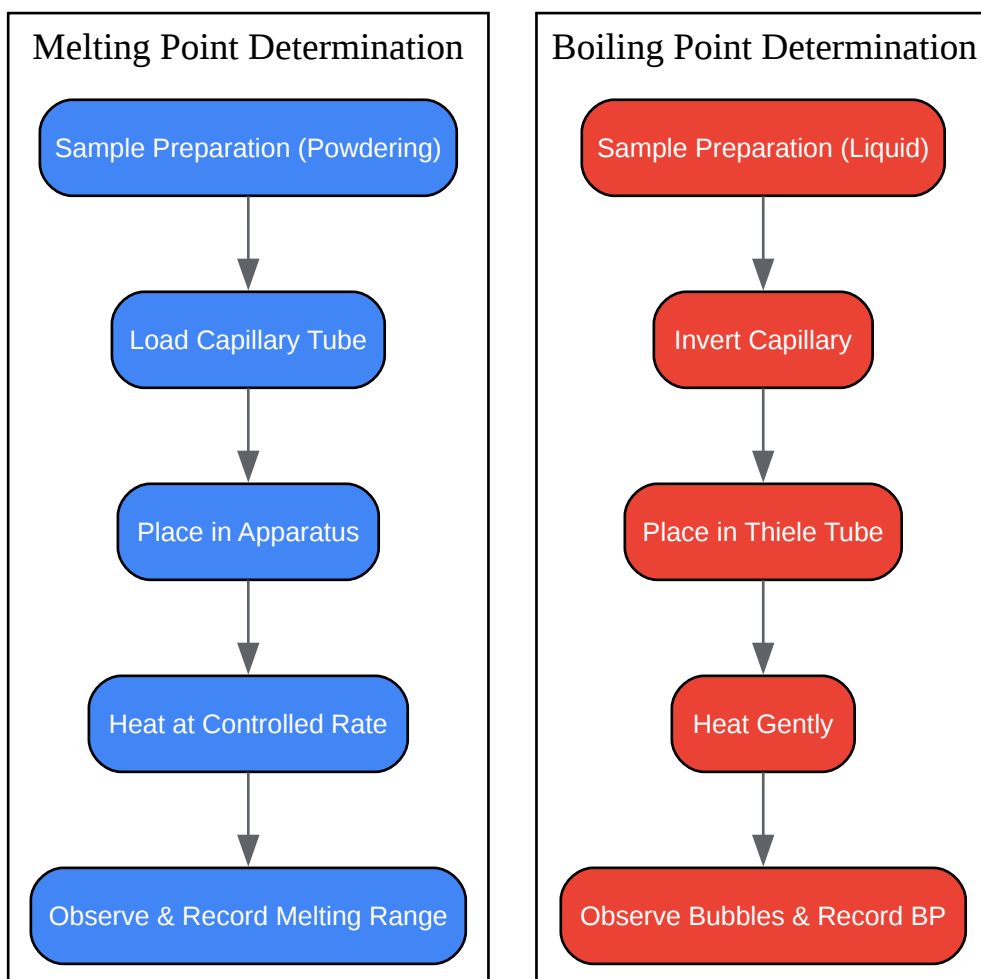 Melting Point Determination
Sample Preparation (Powdering)
Load Capillary Tube
Place in Apparatus
Heat at Controlled Rate
Observe & Record Melting Range
Boiling Point Determination
Sample Preparation (Liquid)
Invert Capillary
Place in Thiele Tube
Heat Gently
Observe Bubbles & Record BP